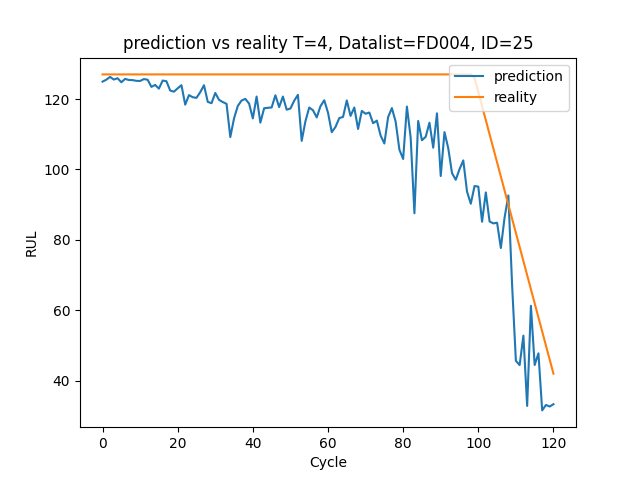 prediction vs reality T=4, Datalist=FD004, ID=25
prediction
reality
RUL
120
100
80
60
40
0 20 40 60 80 100 120
Cycle